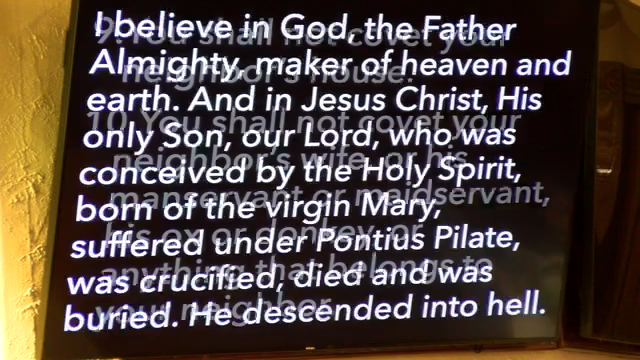 I believe in God, the Father
Almighty, maker of heaven and
earth. And in Jesus Christ, His
only Son, our Lord, who was
conceived by the Holy Spirit,
born of the virgin Mary,
suffered under Pontius Pilate,
was crucified, died and was
buried. He descended into hell.
9. You shall not covet your
neighbor's house.
10. You shall not covet your
neighbor's wife, or his
manservant or maidservant,
his ox or donkey, or
anything that belongs to
your neighbor.